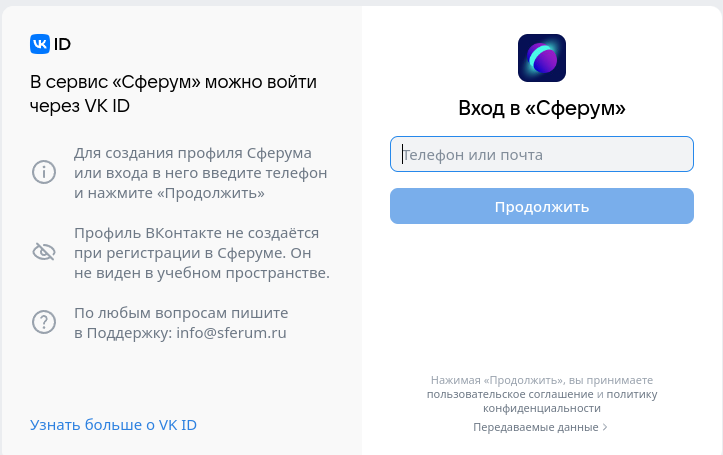 VK ID
В сервис «Сферум» можно войти
через VK ID
Для создания профиля Сферума
или входа в него введите телефон
и нажмите «Продолжить»
Профиль ВКонтакте не создаётся
при регистрации в Сферуме. Он
не виден в учебном пространстве.
По любым вопросам пишите
в Поддержку: info@sferum.ru
Узнать больше о VK ID
Вход в «Сферум»
Телефон или почта
Продолжить
Нажимая «Продолжить», вы принимаете
пользовательское соглашение и политику
конфиденциальности
Передаваемые данные